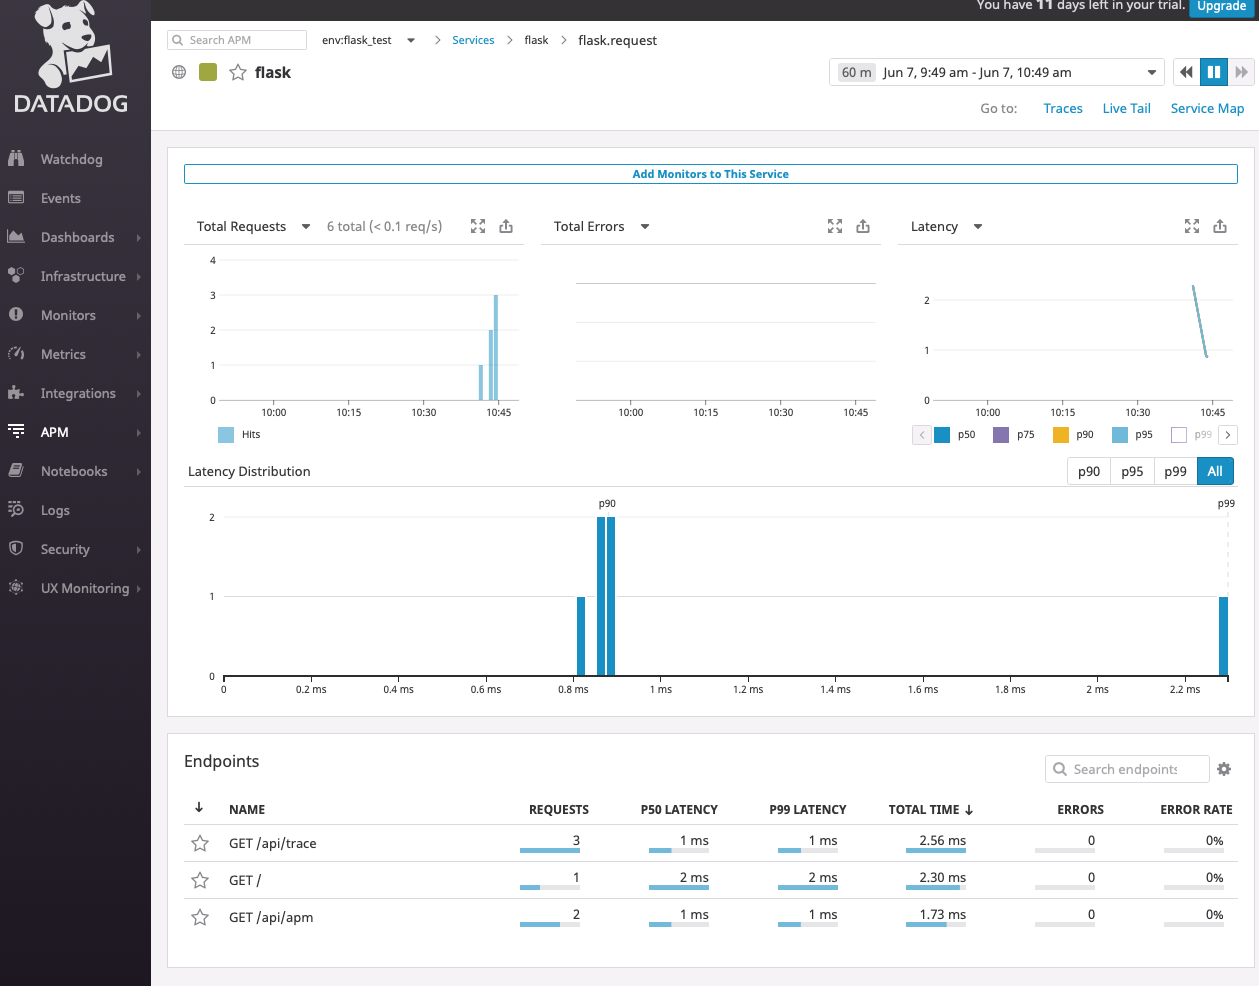 You have 11 days left in your trial. Upgrade
DATADOG
Watchdog
Events
Dashboards
Infrastructure
Monitors
Metrics
Integrations
APM
Notebooks
Logs
Security
UX Monitoring
Search APM env:flask_test Services flask flask.request
flask
60 m Jun 7, 9:49 am - Jun 7, 10:49 am
Go to: Traces Live Tail Service Map
Add Monitors to This Service
Total Requests 6 total (< 0.1 req/s)
4
3
2
1
0
10:00 10:15 10:30 10:45
Hits
Total Errors
10:00 10:15 10:30 10:45
Latency
2
1
0
10:00 10:15 10:30 10:45
p50 p75 p90 p95 p99
Latency Distribution
p90 p95 p99 All
p90 p99
2
1
0
0 0.2 ms 0.4 ms 0.6 ms 0.8 ms 1 ms 1.2 ms 1.4 ms 1.6 ms 1.8 ms 2 ms 2.2 ms
Endpoints
Search endpoints
NAME REQUESTS P50 LATENCY P99 LATENCY TOTAL TIME ERRORS ERROR RATE
GET /api/trace 3 1 ms 1 ms 2.56 ms 0 0%
GET / 1 2 ms 2 ms 2.30 ms 0 0%
GET /api/apm 2 1 ms 1 ms 1.73 ms 0 0%